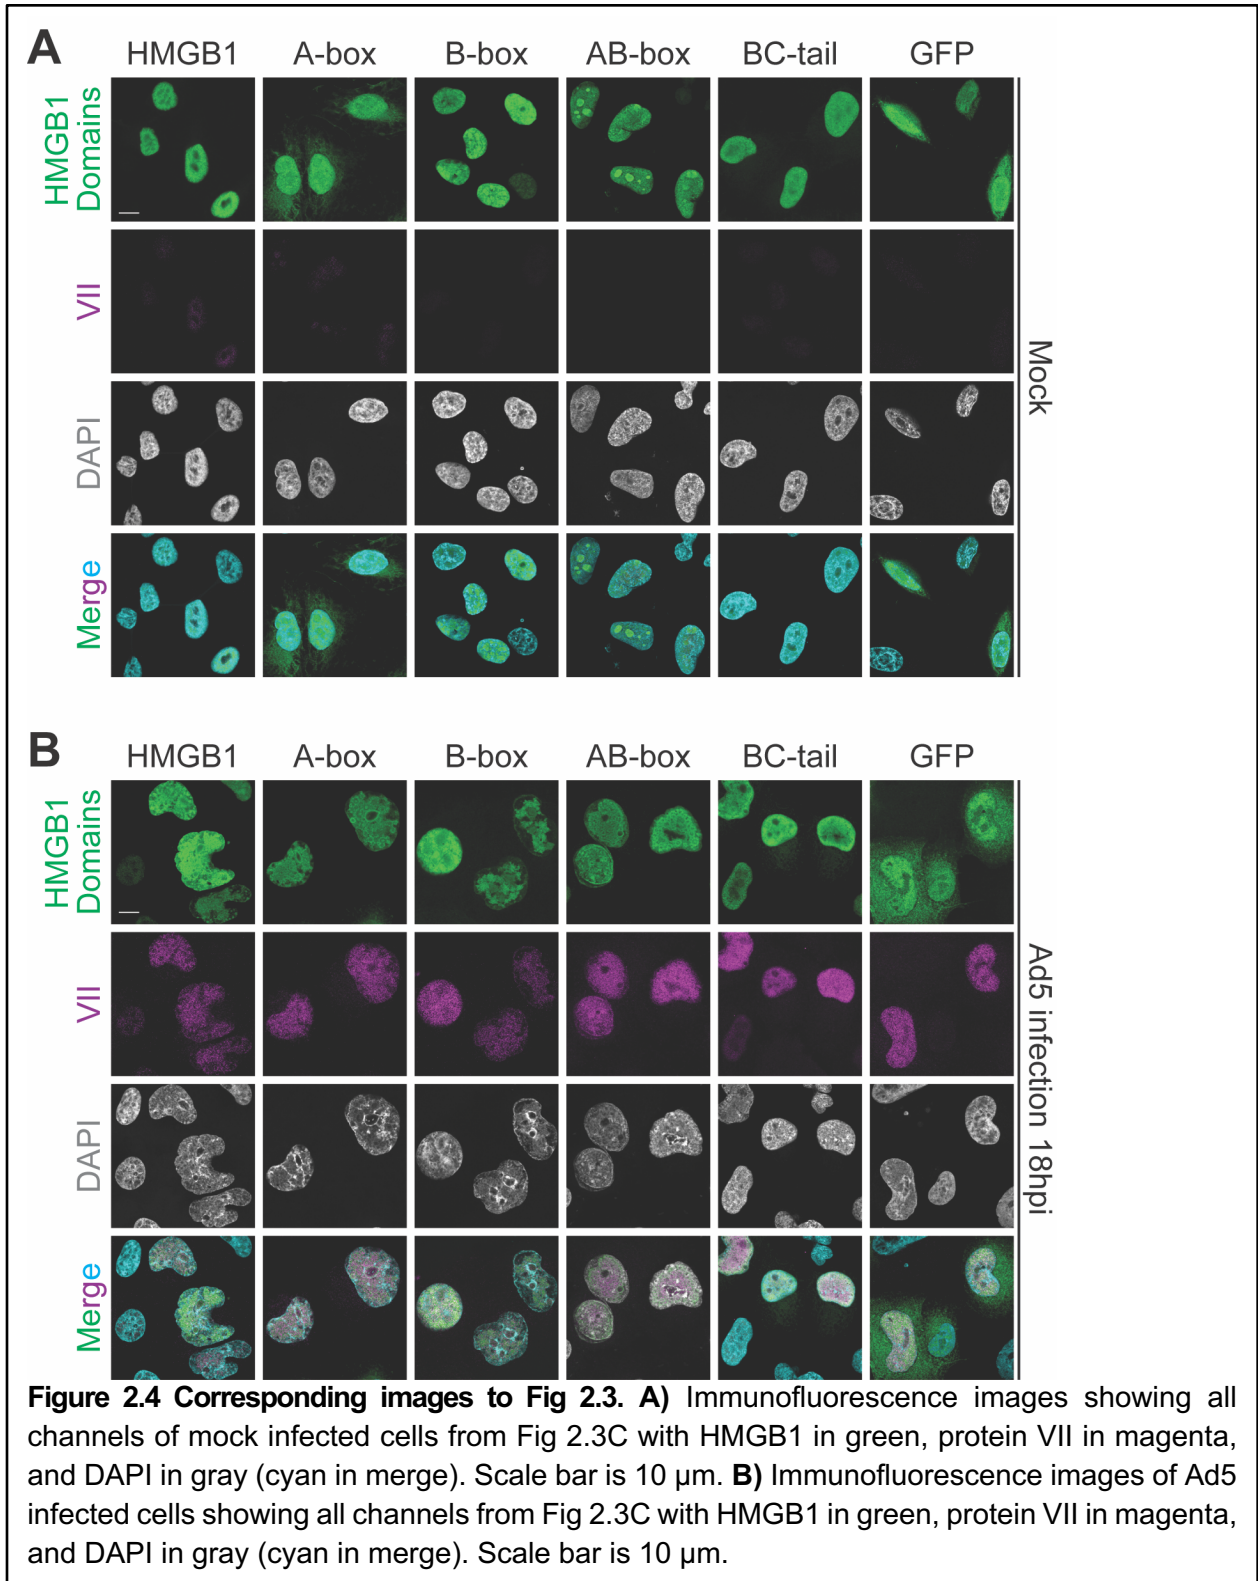 A
HMGB1 A-box B-box AB-box BC-tail GFP
HMGB1
Domains
VII
DAPI
Merge
Mock
B
HMGB1 A-box B-box AB-box BC-tail GFP
HMGB1
Domains
VII
DAPI
Merge
Ad5 infection 18hpi
Figure 2.4 Corresponding images to Fig 2.3. A) Immunofluorescence images showing all
channels of mock infected cells from Fig 2.3C with HMGB1 in green, protein VII in magenta,
and DAPI in gray (cyan in merge). Scale bar is 10 μm. B) Immunofluorescence images of Ad5
infected cells showing all channels from Fig 2.3C with HMGB1 in green, protein VII in magenta,
and DAPI in gray (cyan in merge). Scale bar is 10 μm.